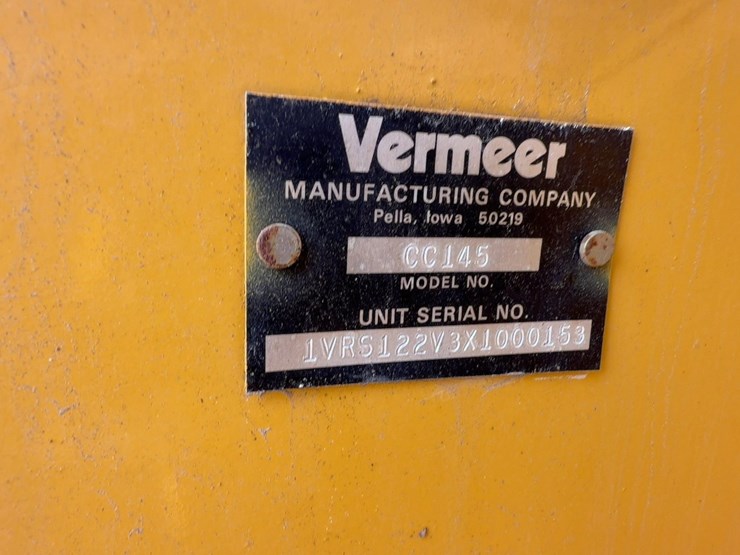 Vermeer
MANUFACTURING COMPANY
Pella, Iowa 50219
CC145
MODEL NO.
UNIT SERIAL NO.
1VRS122V3X1000153